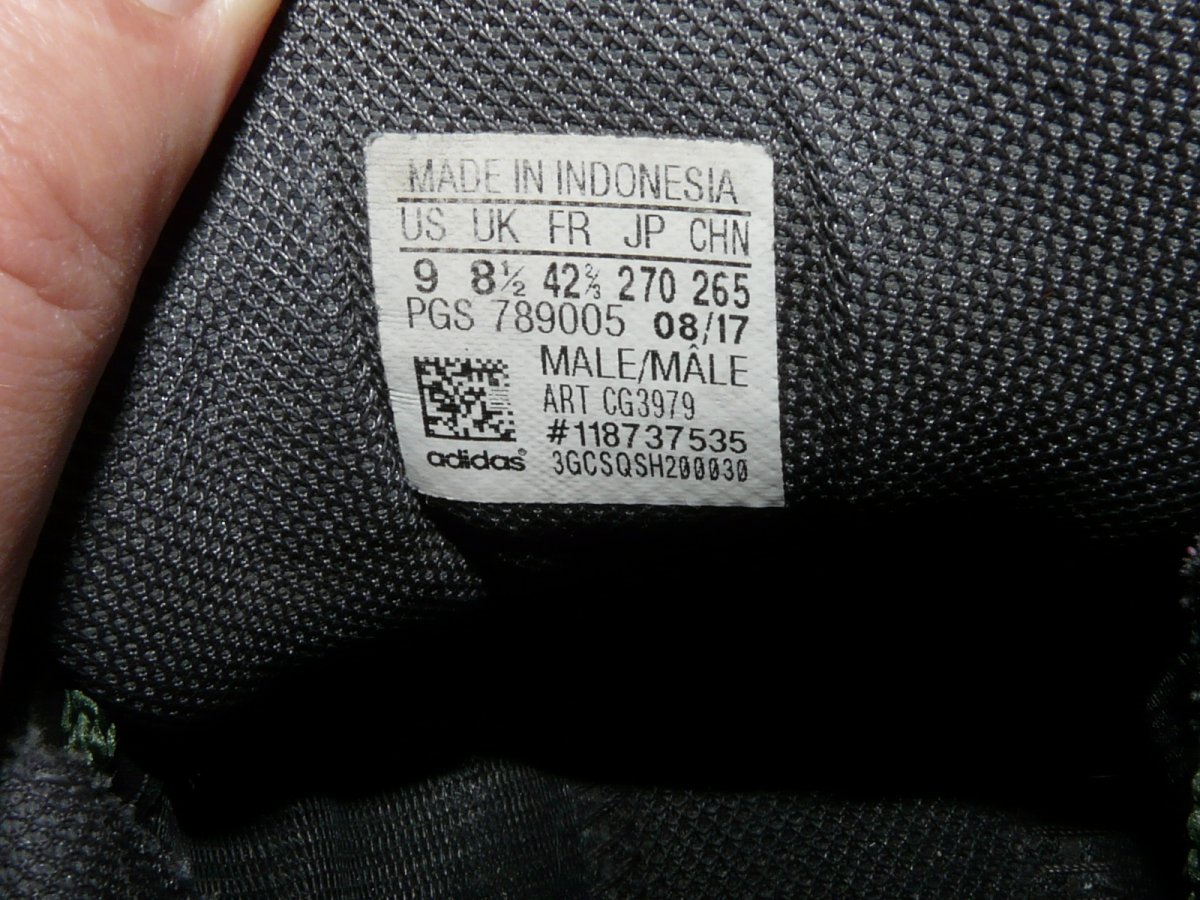 MADE IN INDONESIA
US UK FR JP CHN
9 8½ 42⅔ 270 265
PGS 789005 08/17
MALE/MÂLE
ART CG3979
#118737535
adidas® 3GCSQSH200030